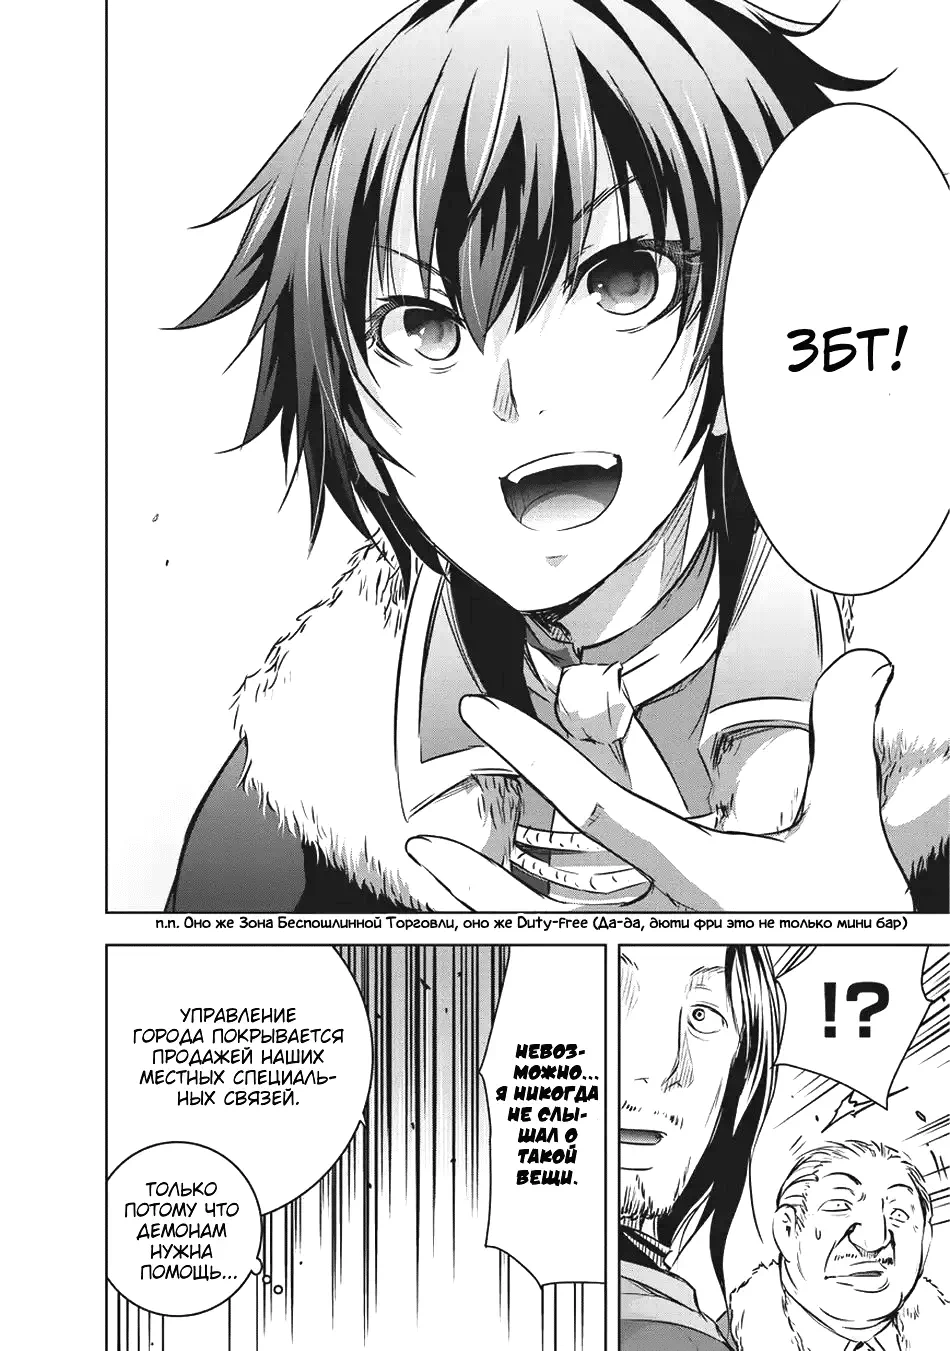 ЗБТ!
п.п. Оно же Зона Беспошлинной Торговли, оно же Duty-Free (Да-да, дюти фри это не только мини бар)
!?
НЕВОЗ-
МОЖНО...
Я НИКОГДА
НЕ СЛЫ-
ШАЛ О
ТАКОЙ
ВЕЩИ.
УПРАВЛЕНИЕ
ГОРОДА ПОКРЫВАЕТСЯ
ПРОДАЖЕЙ НАШИХ
МЕСТНЫХ СПЕЦИАЛЬ-
НЫХ СВЯЗЕЙ.
ТОЛЬКО
ПОТОМУ ЧТО
ДЕМОНАМ
НУЖНА
ПОМОЩЬ...